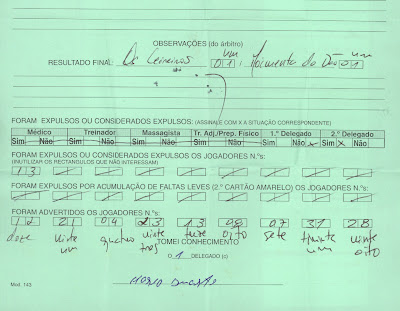 OBSERVAÇÕES (do árbitro)
um um
RESULTADO FINAL: Os 01 : Moimenta do Dão 01
FORAM EXPULSOS OU CONSIDERADOS EXPULSOS: (ASSINALE COM X A SITUAÇÃO CORRESPONDENTE)
Médico Treinador Massagista Tr. Adj./Prep. Físico 1.º Delegado 2.º Delegado
Sim Não Sim Não Sim Não Sim Não Sim Não x Sim x Não
FORAM EXPULSOS OU CONSIDERADOS EXPULSOS OS JOGADORES N.ºs:
(INUTILIZAR OS RECTANGULOS QUE NÃO INTERESSAM)
13
FORAM EXPULSOS POR ACUMULAÇÃO DE FALTAS LEVES (2.º CARTÃO AMARELO) OS JOGADORES N.ºs:
FORAM ADVERTIDOS OS JOGADORES N.ºs:
12 21 04 23 13 08 07 31 28
doze vinte quatro vinte treze oito sete trinta vinte
um tres um oito
TOMEI CONHECIMENTO
O 1 DELEGADO (c)
Mod. 143